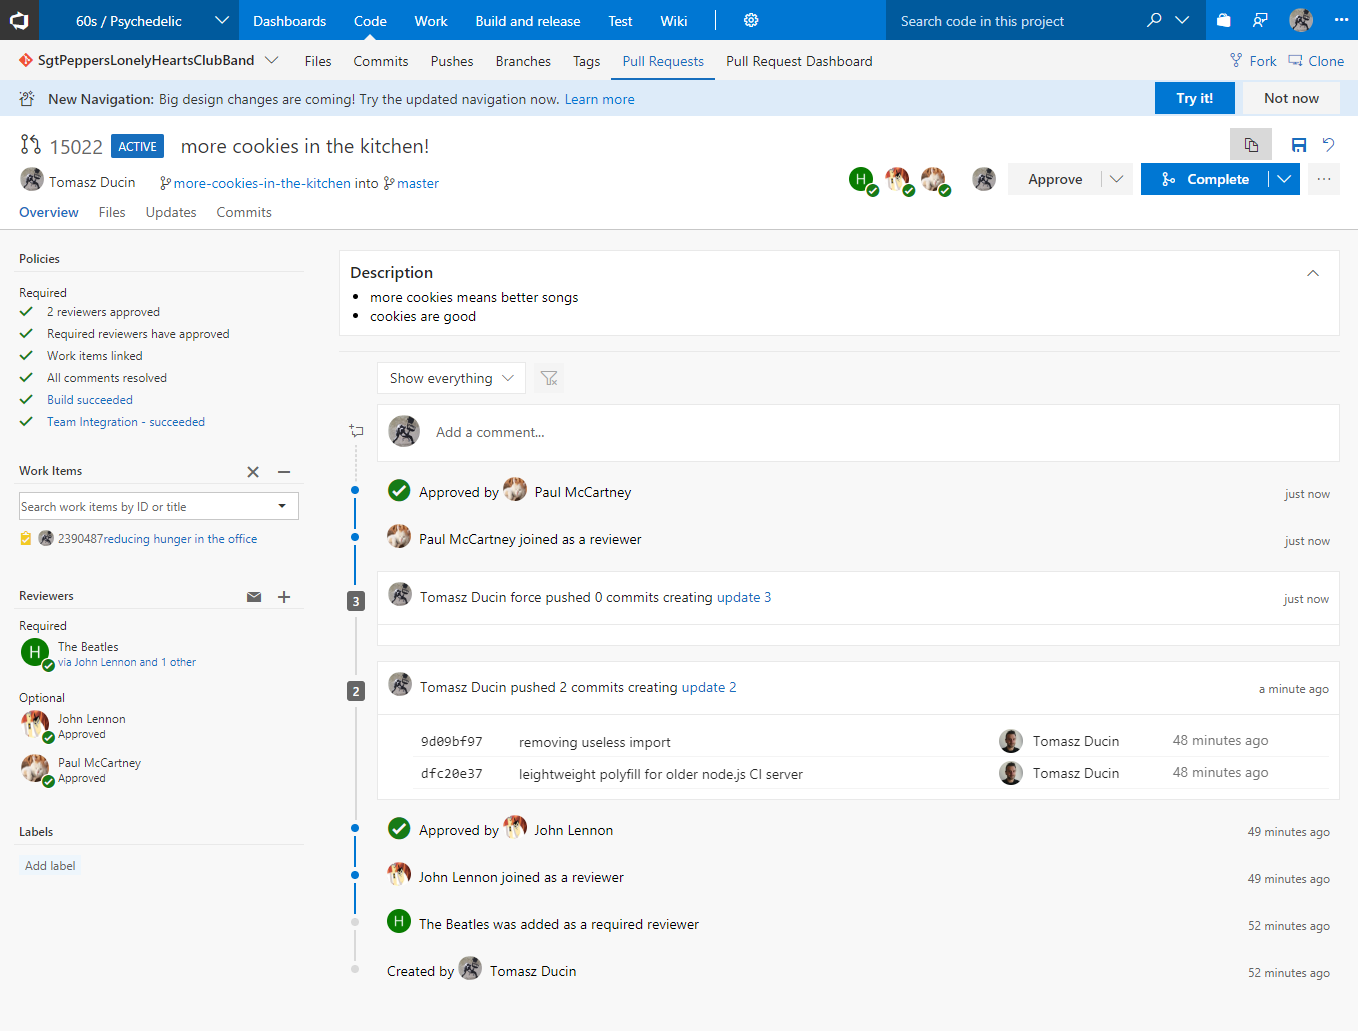 60s / Psychedelic Dashboards Code Work Build and release Test Wiki Search code in this project
SgtPeppersLonelyHeartsClubBand Files Commits Pushes Branches Tags Pull Requests Pull Request Dashboard Fork Clone
New Navigation: Big design changes are coming! Try the updated navigation now. Learn more Try it! Not now
15022 ACTIVE more cookies in the kitchen!
Tomasz Ducin more-cookies-in-the-kitchen into master H Approve Complete ...
Overview Files Updates Commits
Policies
Required
2 reviewers approved
Required reviewers have approved
Work items linked
All comments resolved
Build succeeded
Team Integration - succeeded
Work Items
Search work items by ID or title
2390487reducing hunger in the office
Reviewers
Required
H The Beatles
via John Lennon and 1 other
Optional
John Lennon
Approved
Paul McCartney
Approved
Labels
Add label
Description
• more cookies means better songs
• cookies are good
Show everything
Add a comment...
Approved by Paul McCartney just now
Paul McCartney joined as a reviewer just now
3 Tomasz Ducin force pushed 0 commits creating update 3 just now
2 Tomasz Ducin pushed 2 commits creating update 2 a minute ago
9d09bf97 removing useless import Tomasz Ducin 48 minutes ago
dfc20e37 leightweight polyfill for older node.js CI server Tomasz Ducin 48 minutes ago
Approved by John Lennon 49 minutes ago
John Lennon joined as a reviewer 49 minutes ago
H The Beatles was added as a required reviewer 52 minutes ago
Created by Tomasz Ducin 52 minutes ago